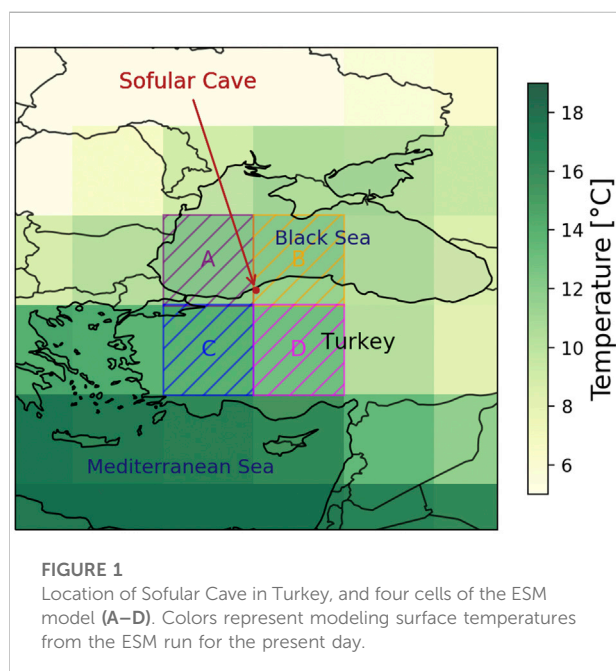 Sofular Cave
Black Sea
A
B
C
D
Turkey
Mediterranean Sea
18
16
14
12
10
8
6
Temperature [°C]
FIGURE 1
Location of Sofular Cave in Turkey, and four cells of the ESM
model (A–D). Colors represent modeling surface temperatures
from the ESM run for the present day.